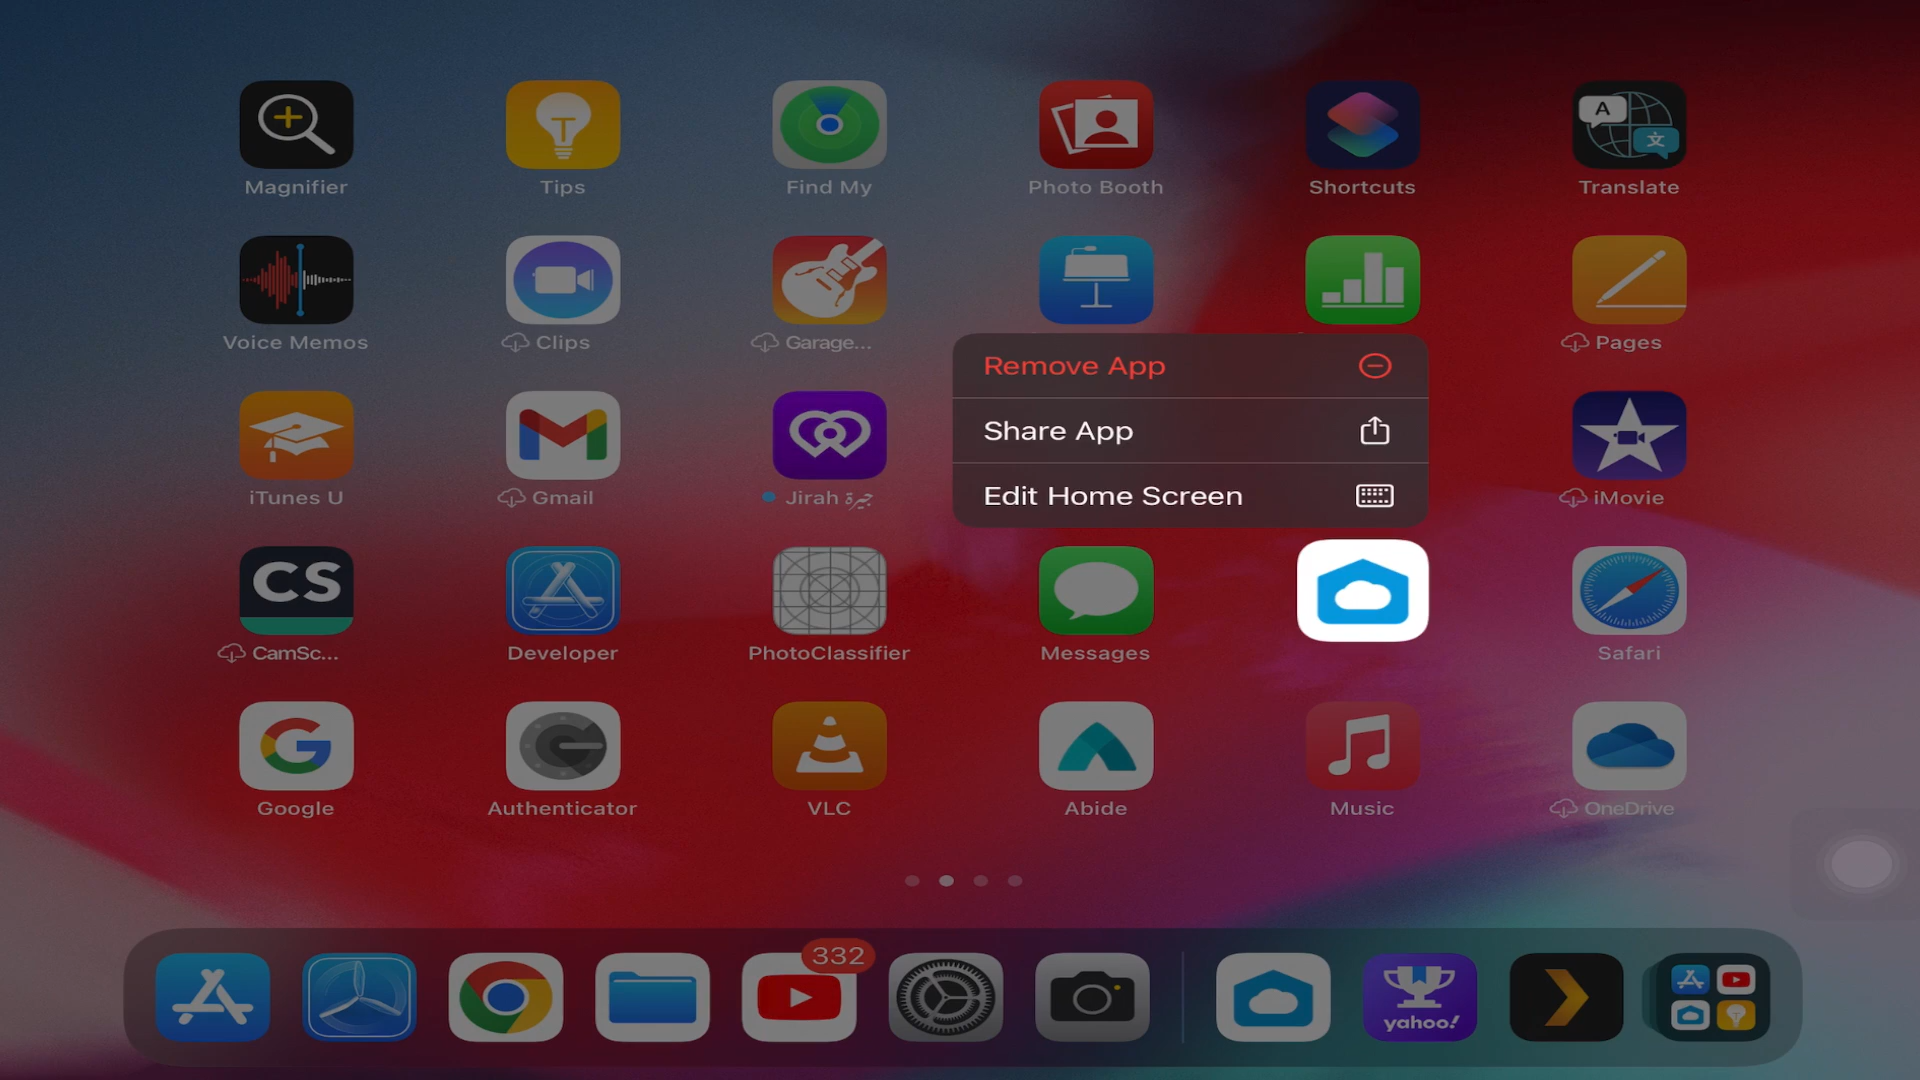 A
文
Magnifier
Tips
Find My
Photo Booth
Shortcuts
Translate
Voice Memos
Clips
Garage...
Pages
Remove App
Share App
Edit Home Screen
iTunes U
Gmail
Jirah جيرة
iMovie
CS
CamSc...
Developer
PhotoClassifier
Messages
Safari
Google
Authenticator
VLC
Abide
Music
OneDrive
332
yahoo!